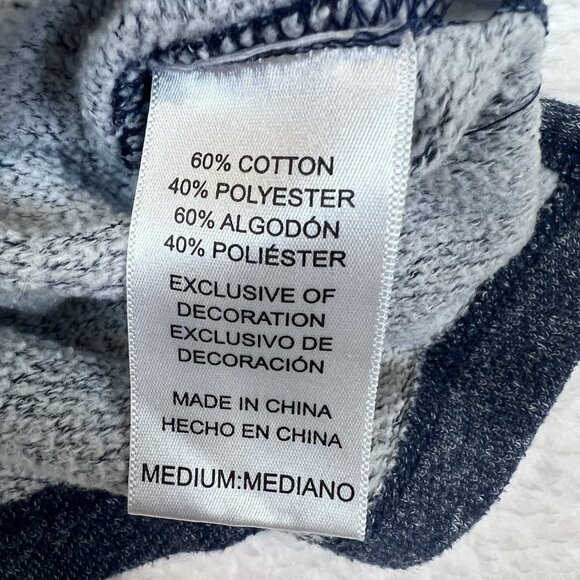 60% COTTON
40% POLYESTER
60% ALGODÓN
40% POLIÉSTER
EXCLUSIVE OF
DECORATION
EXCLUSIVO DE
DECORACIÓN
MADE IN CHINA
HECHO EN CHINA
MEDIUM:MEDIANO